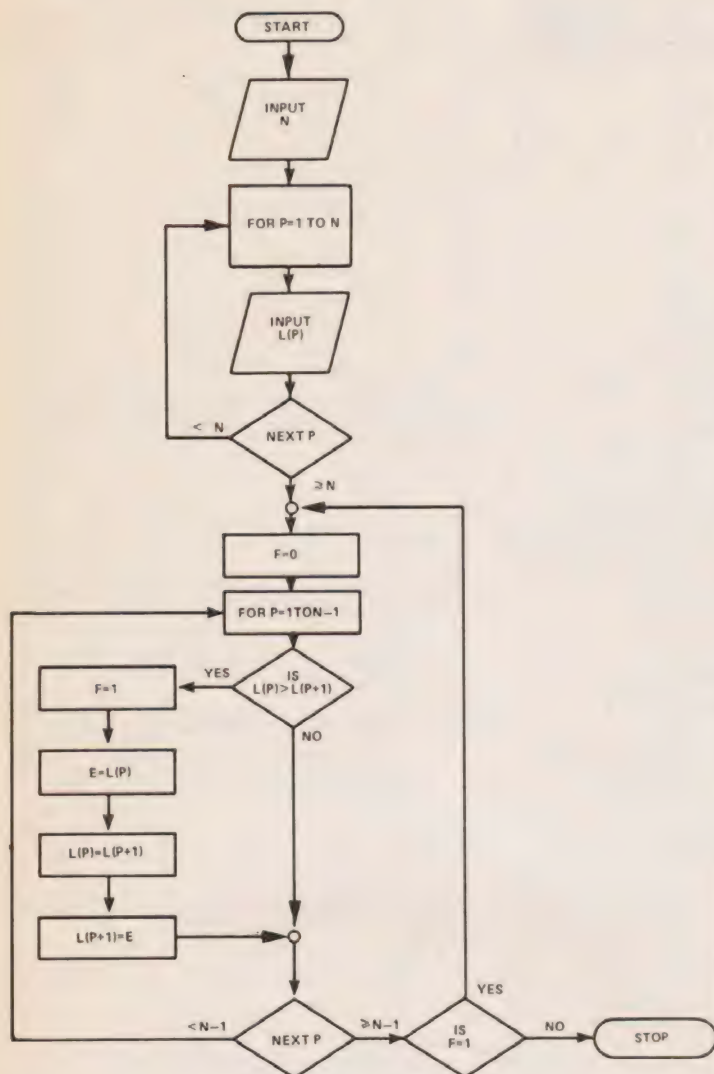 START
INPUT
N
FOR P=1 TO N
INPUT
L(P)
< N
NEXT P
≥N
F=0
FOR P=1TON−1
IS
L(P)>L(P+1)
YES
F=1
NO
E=L(P)
L(P)=L(P+1)
L(P+1)=E
<N−1
NEXT P
≥N−1
IS
F=1
YES
NO
STOP